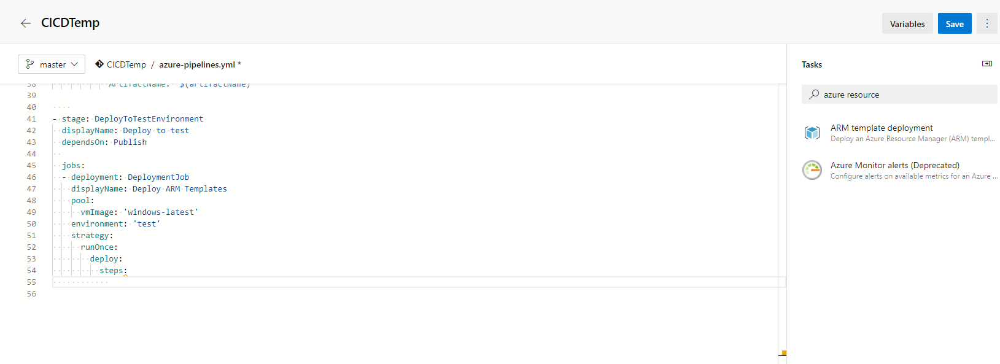 CICDTemp
Variables
Save
master
CICDTemp / azure-pipelines.yml *
Tasks
azure resource
ARM template deployment
Deploy an Azure Resource Manager (ARM) templ...
Azure Monitor alerts (Deprecated)
Configure alerts on available metrics for an Azure ...
38 ArtifactName: $(artifactName)
39
40
41 - stage: DeployToTestEnvironment
42 displayName: Deploy to test
43 dependsOn: Publish
44
45 jobs:
46 - deployment: DeploymentJob
47 displayName: Deploy ARM Templates
48 pool:
49 vmImage: 'windows-latest'
50 environment: 'test'
51 strategy:
52 runOnce:
53 deploy:
54 steps:
55
56